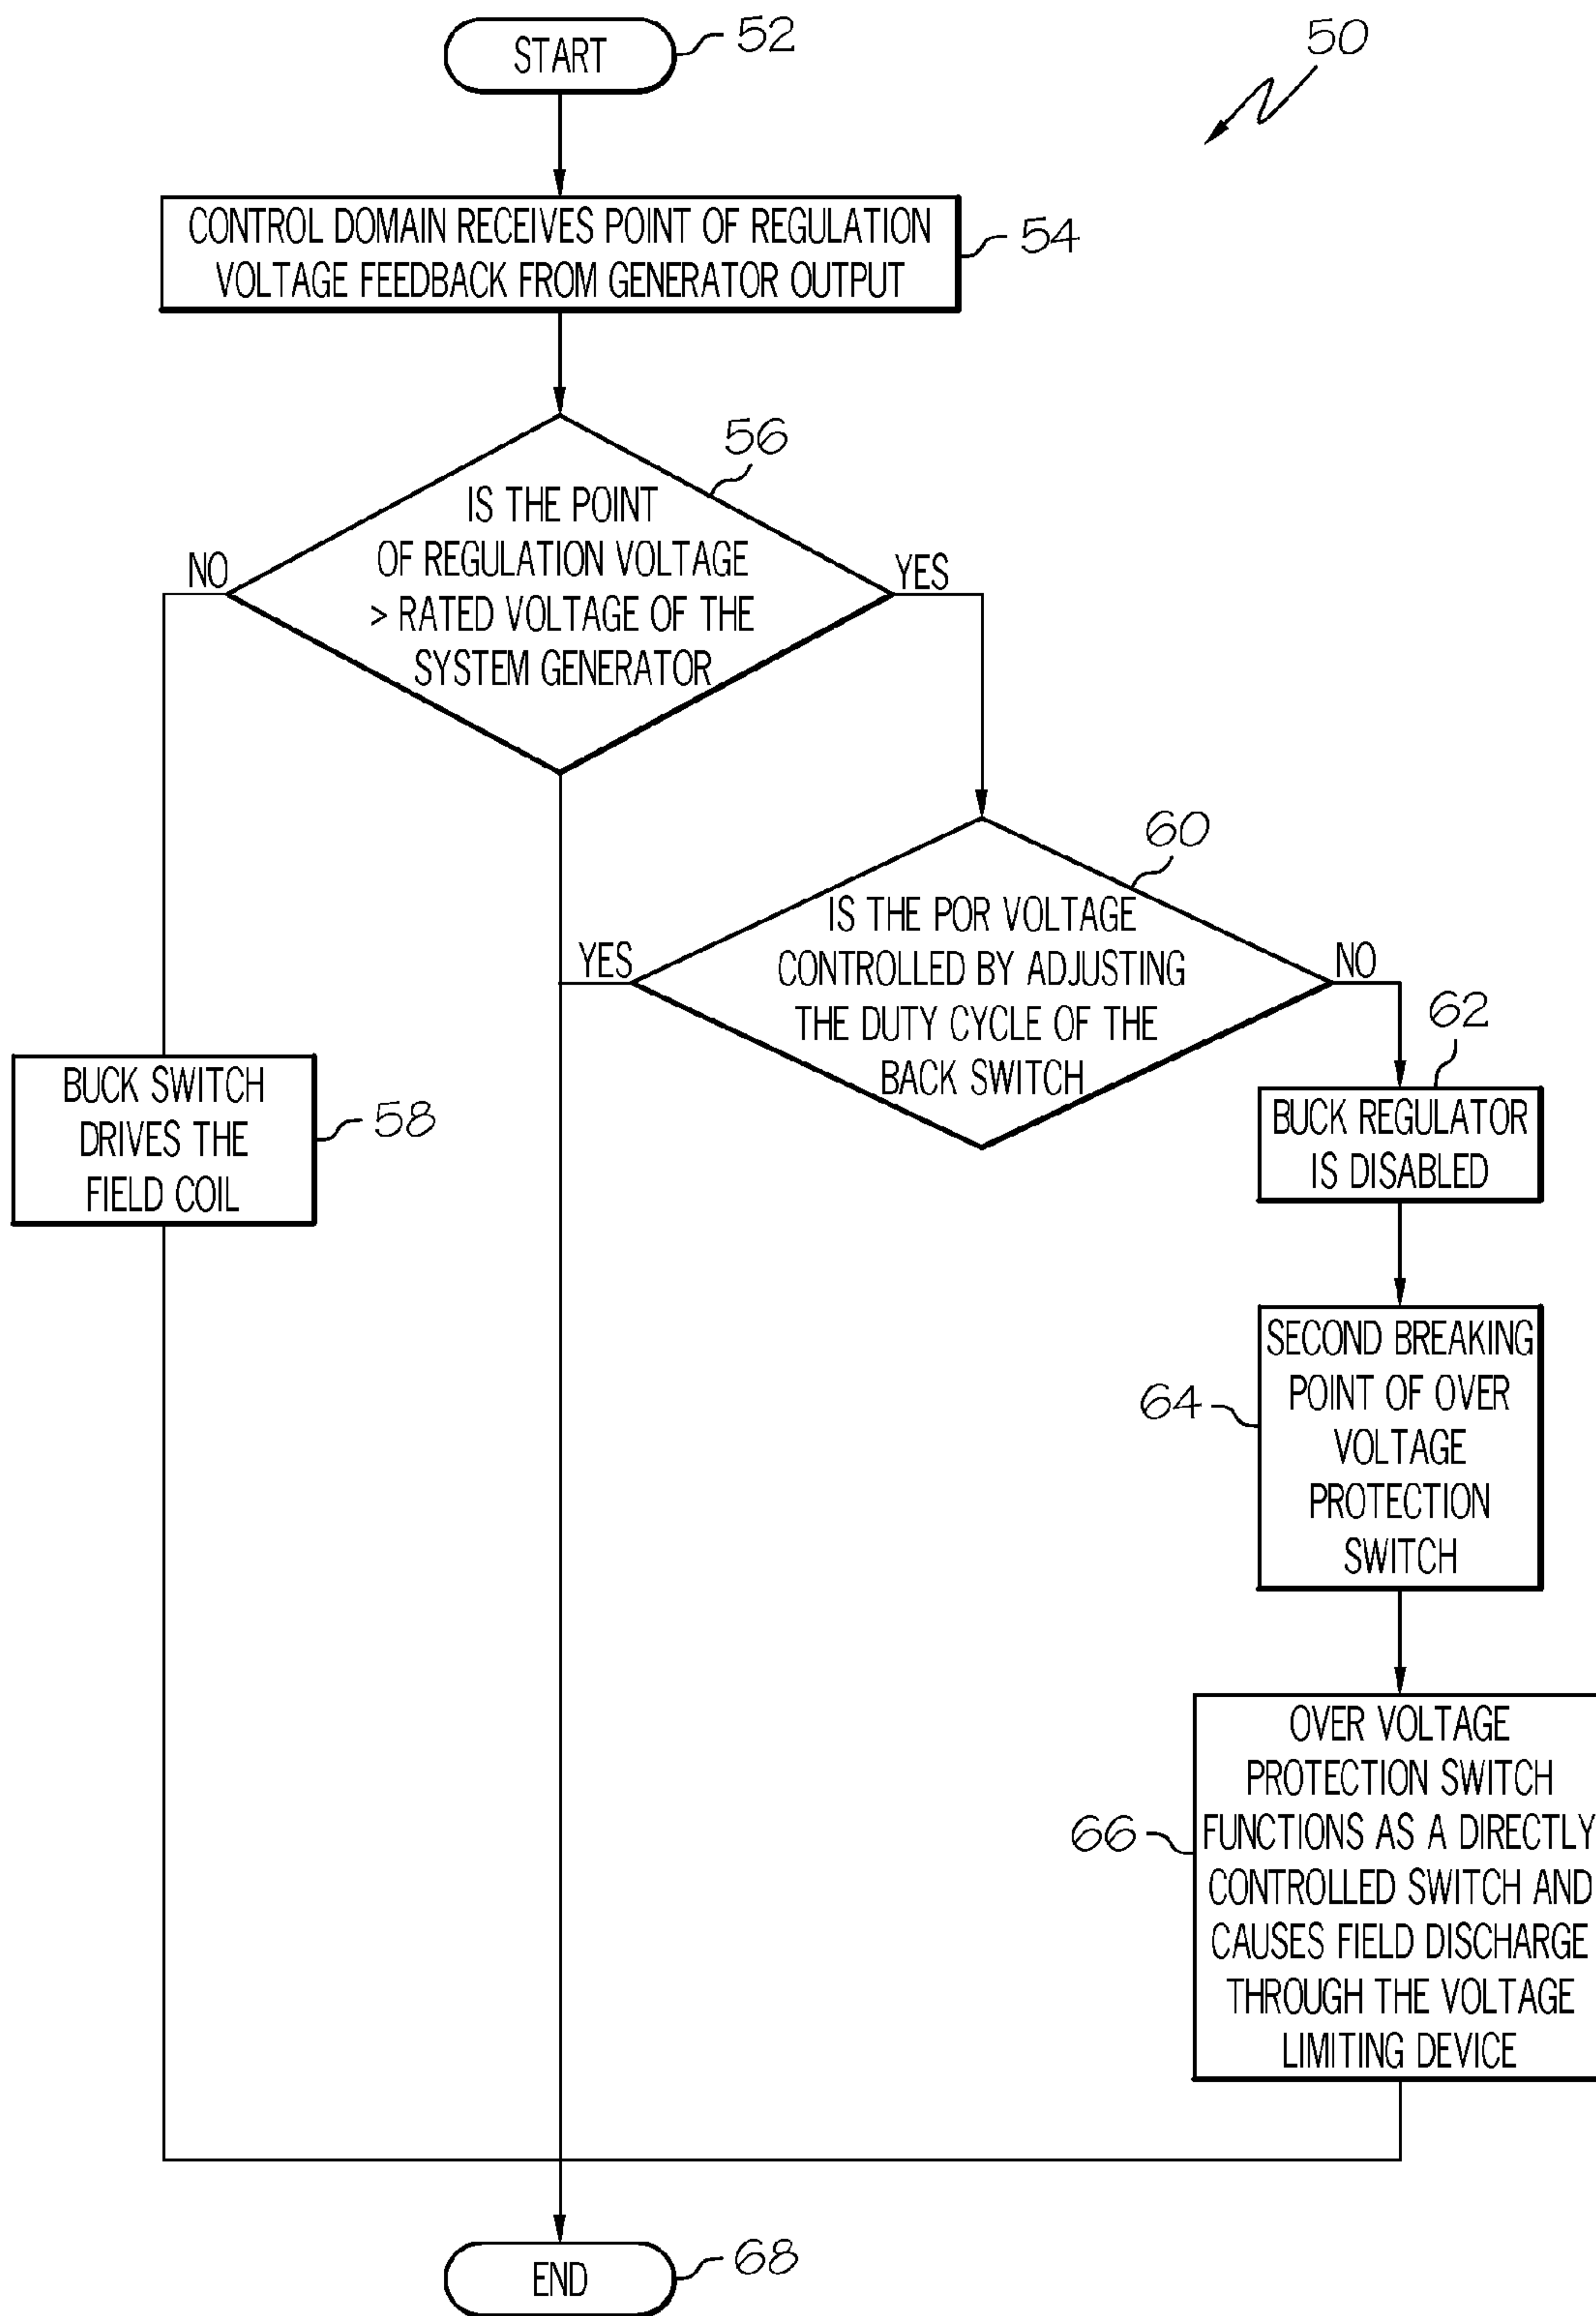 START
52
50
CONTROL DOMAIN RECEIVES POINT OF REGULATION
VOLTAGE FEEDBACK FROM GENERATOR OUTPUT
54
56
IS THE POINT
OF REGULATION VOLTAGE
> RATED VOLTAGE OF THE
SYSTEM GENERATOR
NO
YES
60
IS THE POR VOLTAGE
CONTROLLED BY ADJUSTING
THE DUTY CYCLE OF THE
BACK SWITCH
YES
NO
BUCK SWITCH
DRIVES THE
FIELD COIL
58
62
BUCK REGULATOR
IS DISABLED
SECOND BREAKING
POINT OF OVER
VOLTAGE
PROTECTION
SWITCH
64
OVER VOLTAGE
PROTECTION SWITCH
FUNCTIONS AS A DIRECTLY
CONTROLLED SWITCH AND
CAUSES FIELD DISCHARGE
THROUGH THE VOLTAGE
LIMITING DEVICE
66
END
68